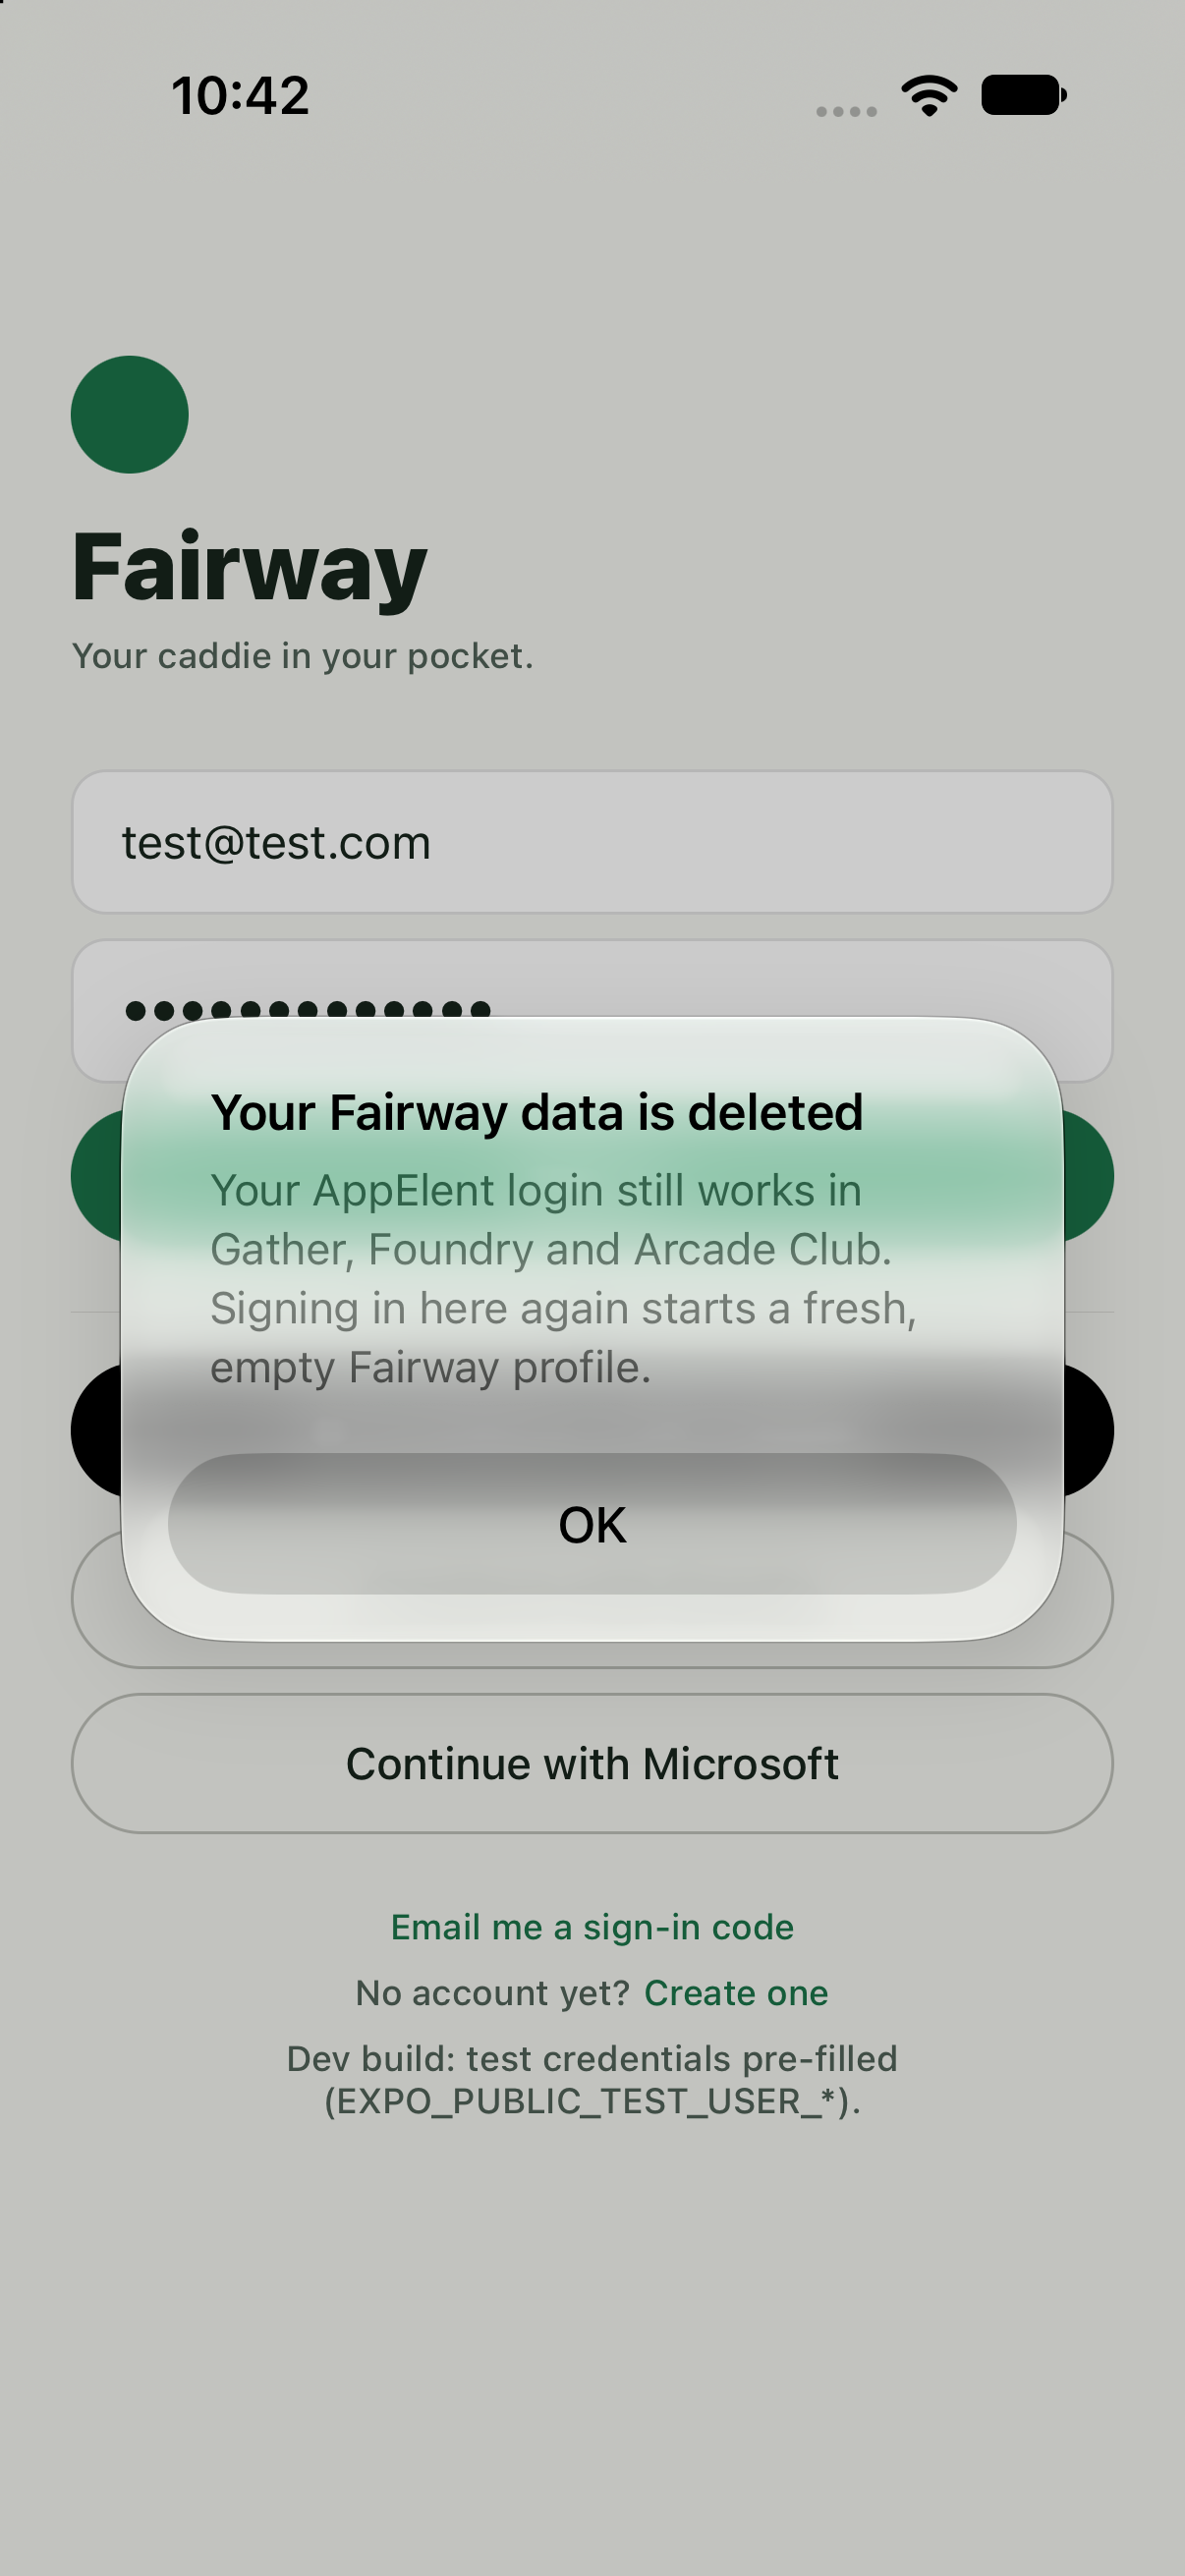 10:42
Fairway
Your caddie in your pocket.
test@test.com
Your Fairway data is deleted
Your AppElent login still works in
Gather, Foundry and Arcade Club.
Signing in here again starts a fresh,
empty Fairway profile.
OK
Continue with Microsoft
Email me a sign-in code
No account yet? Create one
Dev build: test credentials pre-filled
(EXPO_PUBLIC_TEST_USER_*).